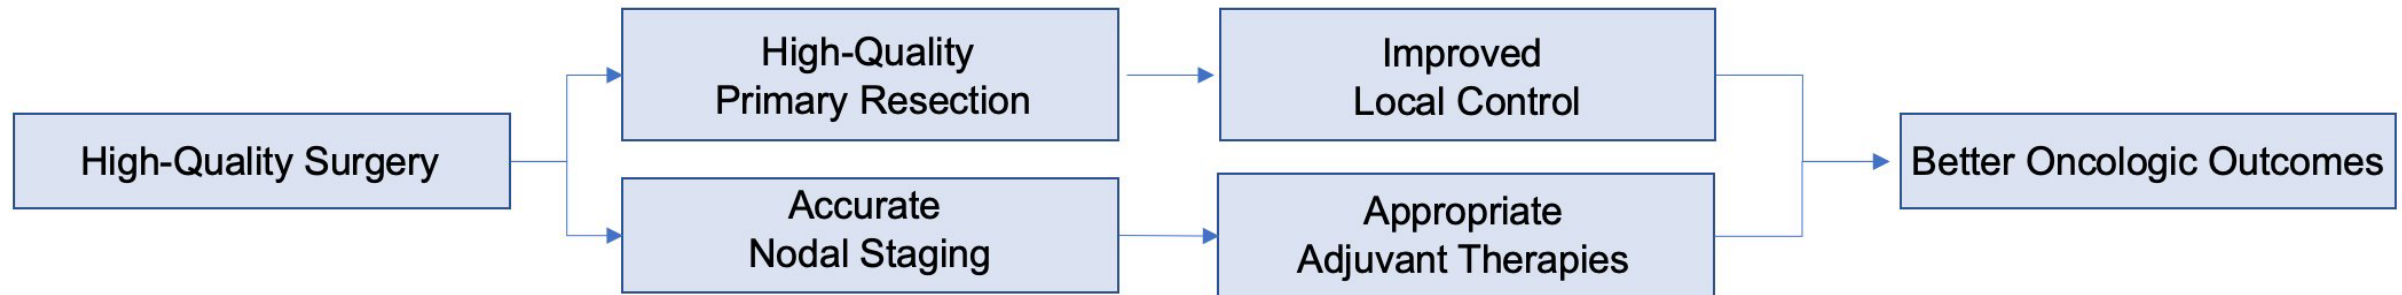 High-Quality Surgery
High-Quality
Primary Resection
Improved
Local Control
Accurate
Nodal Staging
Appropriate
Adjuvant Therapies
Better Oncologic Outcomes